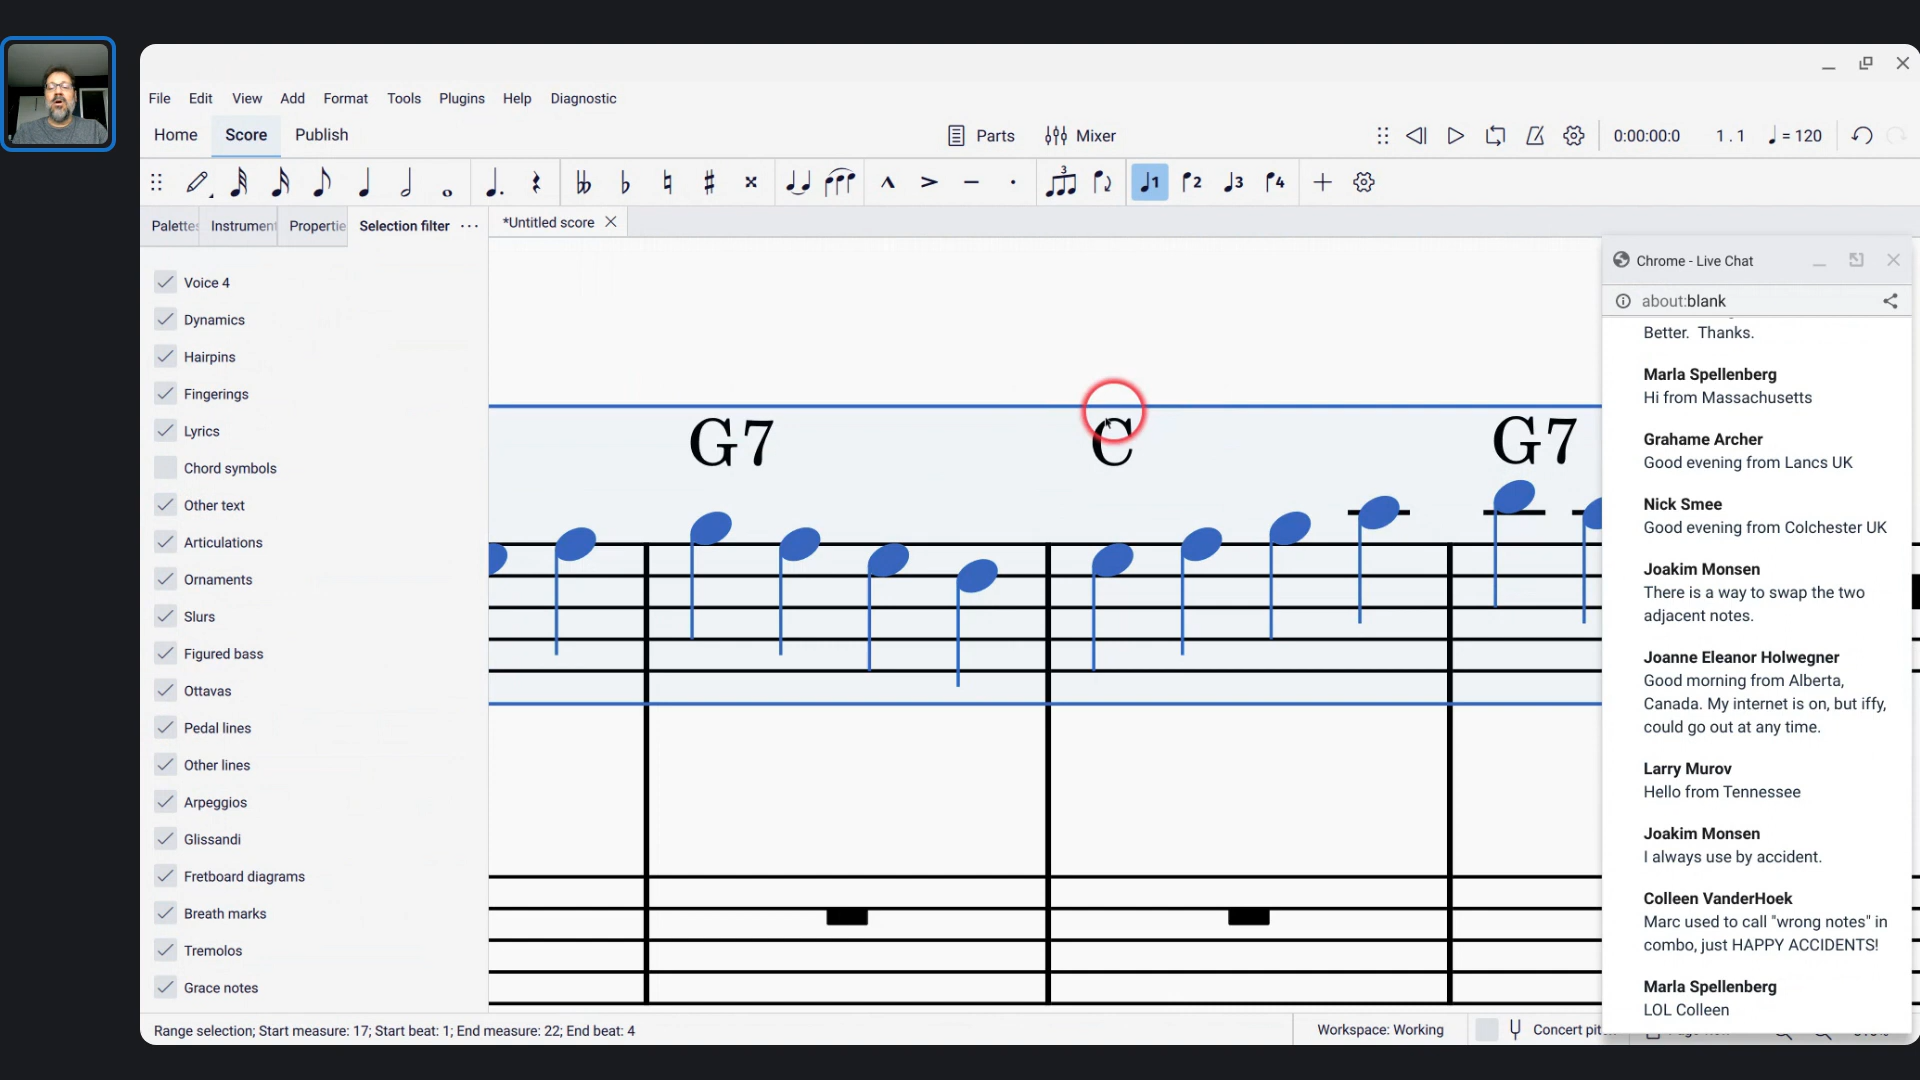 File Edit View Add Format Tools Plugins Help Diagnostic
Home Score Publish
Parts Mixer
0:00:00:0 1 . 1 = 120
3
1 2 3 4
Palettes Instrument Propertie Selection filter
*Untitled score
Voice 4
Dynamics
Hairpins
Fingerings
Lyrics
Chord symbols
Other text
Articulations
Ornaments
Slurs
Figured bass
Ottavas
Pedal lines
Other lines
Arpeggios
Glissandi
Fretboard diagrams
Breath marks
Tremolos
Grace notes
G7 C G7
Chrome - Live Chat
about:blank
Better. Thanks.
Marla Spellenberg
Hi from Massachusetts
Grahame Archer
Good evening from Lancs UK
Nick Smee
Good evening from Colchester UK
Joakim Monsen
There is a way to swap the two
adjacent notes.
Joanne Eleanor Holwegner
Good morning from Alberta,
Canada. My internet is on, but iffy,
could go out at any time.
Larry Murov
Hello from Tennessee
Joakim Monsen
I always use by accident.
Colleen VanderHoek
Marc used to call "wrong notes" in
combo, just HAPPY ACCIDENTS!
Marla Spellenberg
LOL Colleen
Range selection; Start measure: 17; Start beat: 1; End measure: 22; End beat: 4
Workspace: Working
Concert